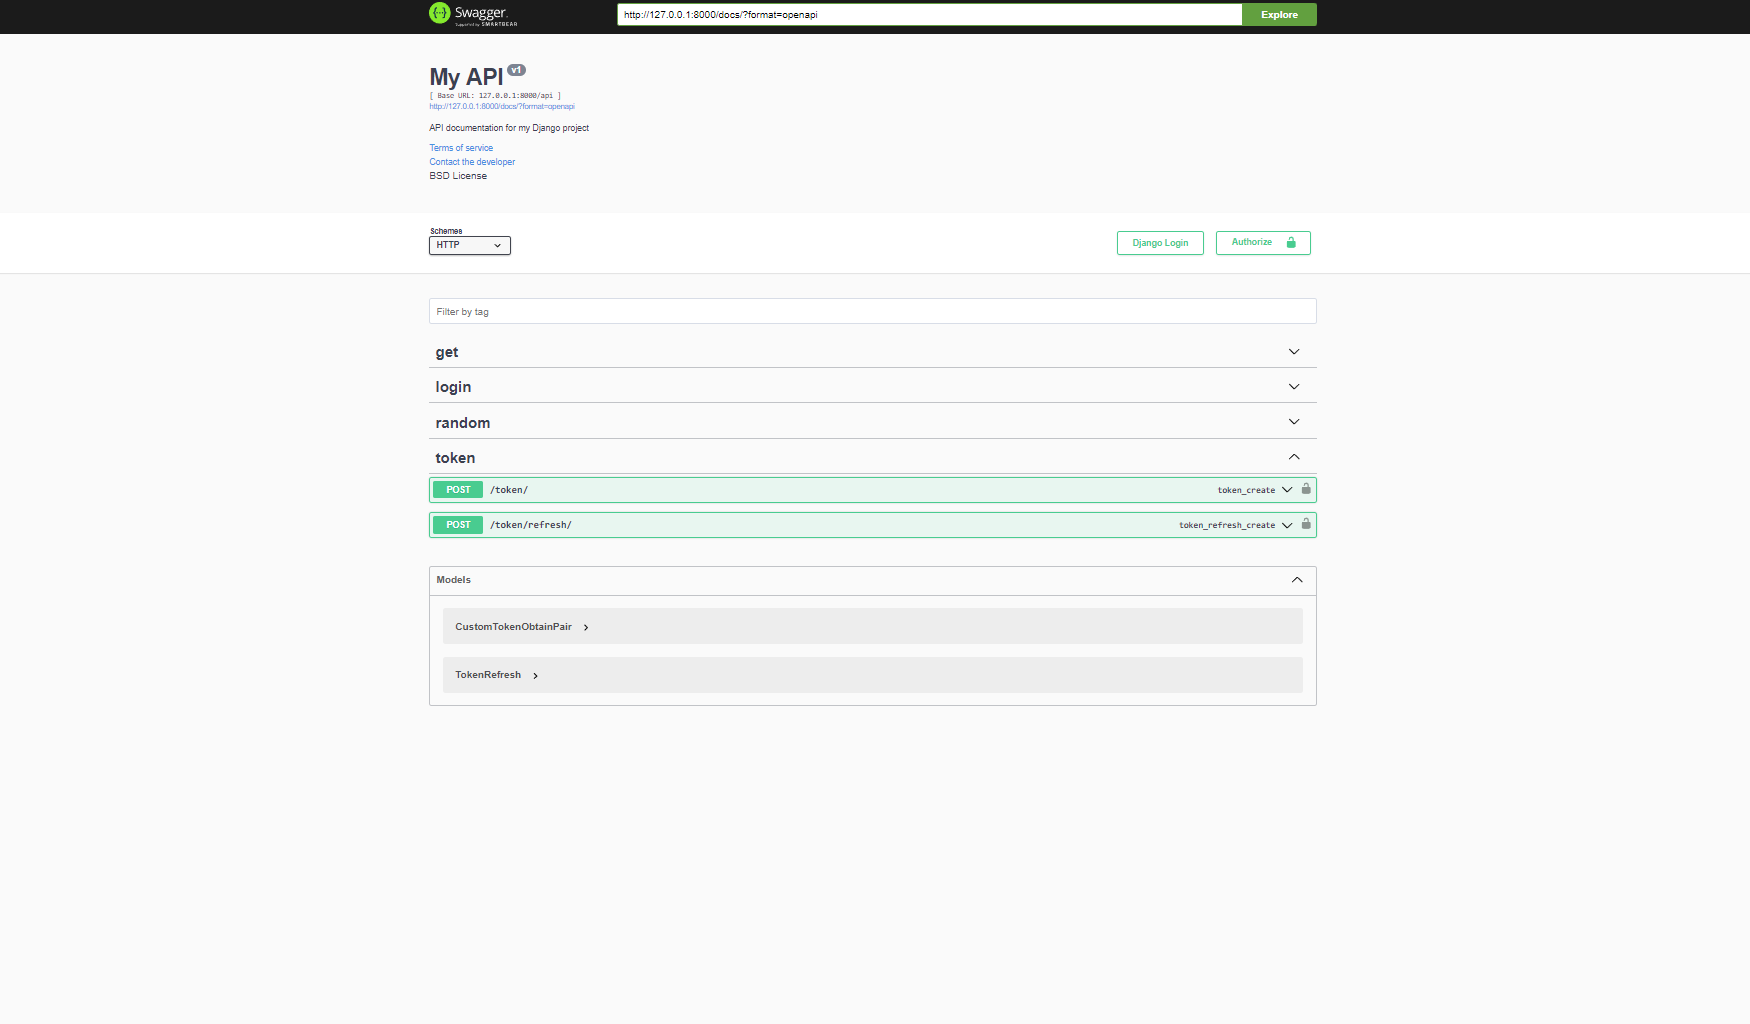 Swagger.
Supported by SMARTBEAR
http://127.0.0.1:8000/docs/?format=openapi
Explore
My API v1
[ Base URL: 127.0.0.1:8000/api ]
http://127.0.0.1:8000/docs/?format=openapi
API documentation for my Django project
Terms of service
Contact the developer
BSD License
Schemes
HTTP
Django Login
Authorize
Filter by tag
get
login
random
token
POST /token/ token_create
POST /token/refresh/ token_refresh_create
Models
CustomTokenObtainPair
TokenRefresh